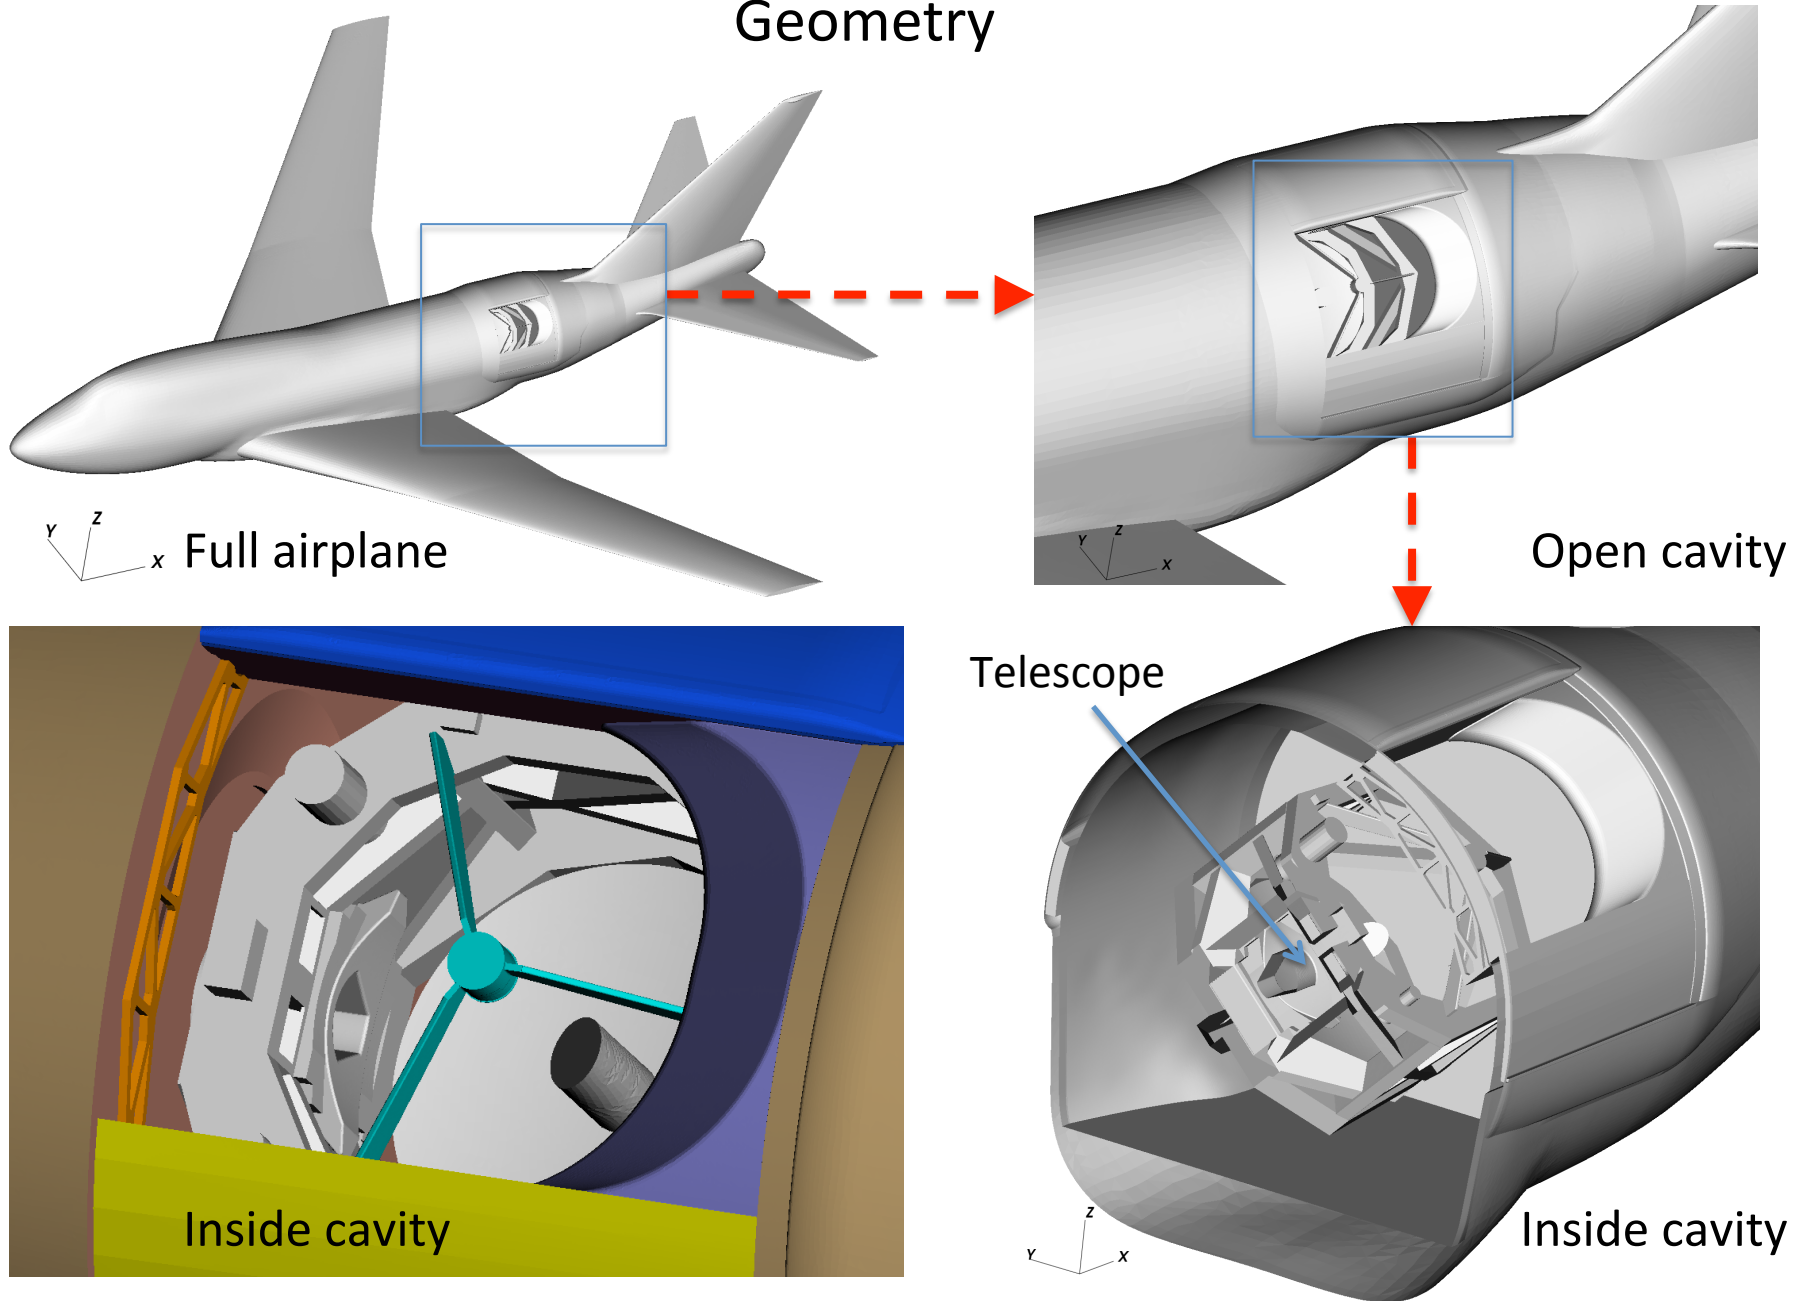 Geometry
Y
Z
X
Full airplane
Y
Z
X
Open cavity
Telescope
Inside cavity
Y
Z
X
Inside cavity